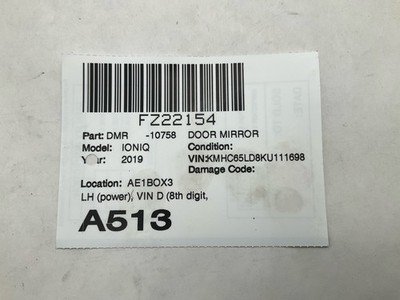 FZ22154
Part: DMR -10758 DOOR MIRROR
Model: IONIQ Condition:
Year: 2019 VIN:KMHC65LD8KU111698
Damage Code:
Location: AE1BOX3
LH (power), VIN D (8th digit,
A513